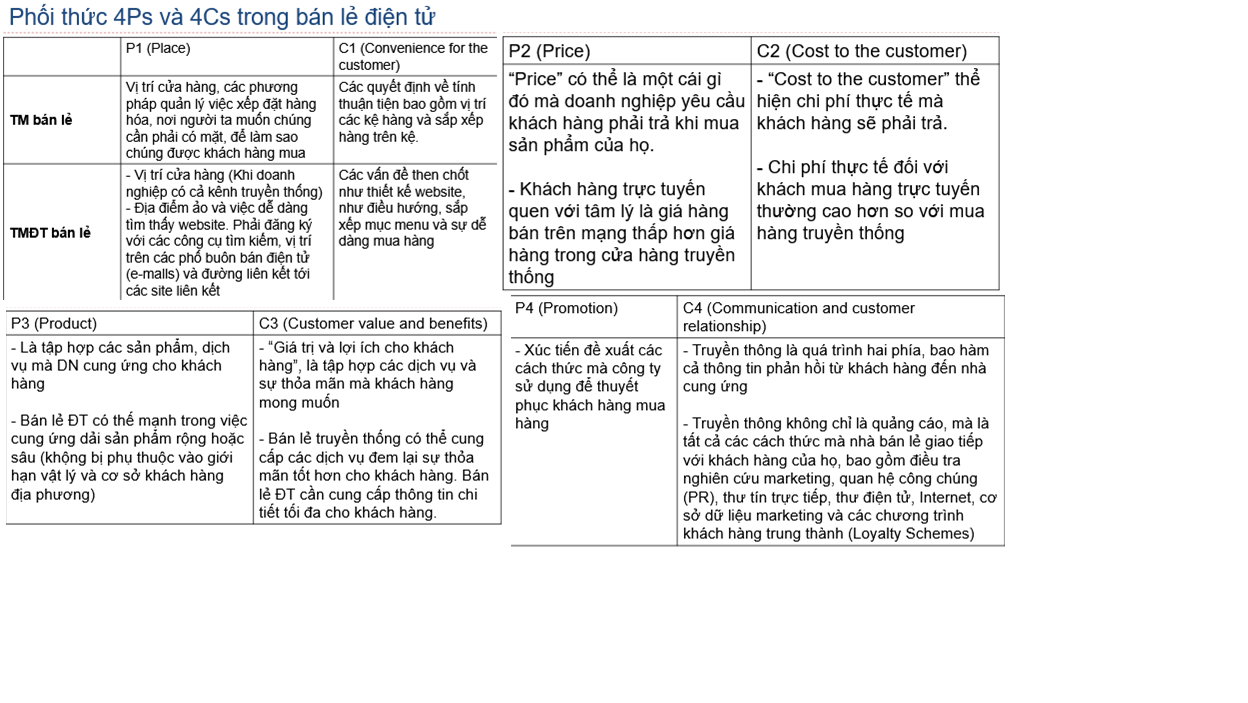 Phối thức 4Ps và 4Cs trong bán lẻ điện tử
P1 (Place)
C1 (Convenience for the
customer)
TM bán lẻ
Vị trí cửa hàng, các phương
pháp quản lý việc xếp đặt hàng
hóa, nơi người ta muốn chúng
cần phải có mặt, để làm sao
chúng được khách hàng mua
Các quyết định về tính
thuận tiện bao gồm vị trí
các kệ hàng và sắp xếp
hàng trên kệ.
TMĐT bán lẻ
- Vị trí cửa hàng (Khi doanh
nghiệp có cả kênh truyền thống)
- Địa điểm ảo và việc dễ dàng
tìm thấy website. Phải đăng ký
với các công cụ tìm kiếm, vị trí
trên các phố buôn bán điện tử
(e-malls) và đường liên kết tới
các site liên kết
Các vấn đề then chốt
như thiết kế website,
như điều hướng, sắp
xếp mục menu và sự dễ
dàng mua hàng
P2 (Price)
C2 (Cost to the customer)
“Price” có thể là một cái gì
đó mà doanh nghiệp yêu cầu
khách hàng phải trả khi mua
sản phẩm của họ.
- Khách hàng trực tuyến
quen với tâm lý là giá hàng
bán trên mạng thấp hơn giá
hàng trong cửa hàng truyền
thống
- “Cost to the customer” thể
hiện chi phí thực tế mà
khách hàng sẽ phải trả.
- Chi phí thực tế đối với
khách mua hàng trực tuyến
thường cao hơn so với mua
hàng truyền thống
P3 (Product)
C3 (Customer value and benefits)
- Là tập hợp các sản phẩm, dịch
vụ mà DN cung ứng cho khách
hàng
- Bán lẻ ĐT có thế mạnh trong việc
cung ứng dải sản phẩm rộng hoặc
sâu (không bị phụ thuộc vào giới
hạn vật lý và cơ sở khách hàng
địa phương)
- “Giá trị và lợi ích cho khách
hàng”, là tập hợp các dịch vụ và
sự thỏa mãn mà khách hàng
mong muốn
- Bán lẻ truyền thống có thể cung
cấp các dịch vụ đem lại sự thỏa
mãn tốt hơn cho khách hàng. Bán
lẻ ĐT cần cung cấp thông tin chi
tiết tối đa cho khách hàng.
P4 (Promotion)
C4 (Communication and customer
relationship)
- Xúc tiến đề xuất các
cách thức mà công ty
sử dụng để thuyết
phục khách hàng mua
hàng
- Truyền thông là quá trình hai phía, bao hàm
cả thông tin phản hồi từ khách hàng đến nhà
cung ứng
- Truyền thông không chỉ là quảng cáo, mà là
tất cả các cách thức mà nhà bán lẻ giao tiếp
với khách hàng của họ, bao gồm điều tra
nghiên cứu marketing, quan hệ công chúng
(PR), thư tín trực tiếp, thư điện tử, Internet, cơ
sở dữ liệu marketing và các chương trình
khách hàng trung thành (Loyalty Schemes)